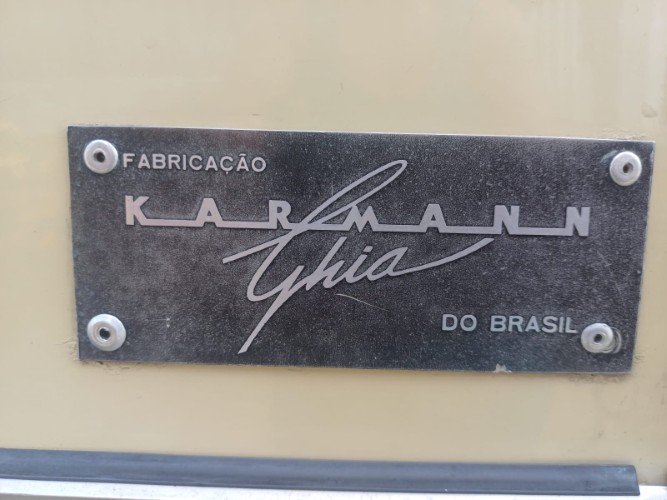 FABRICAÇÃO
KARMANN
Ghia
DO BRASIL